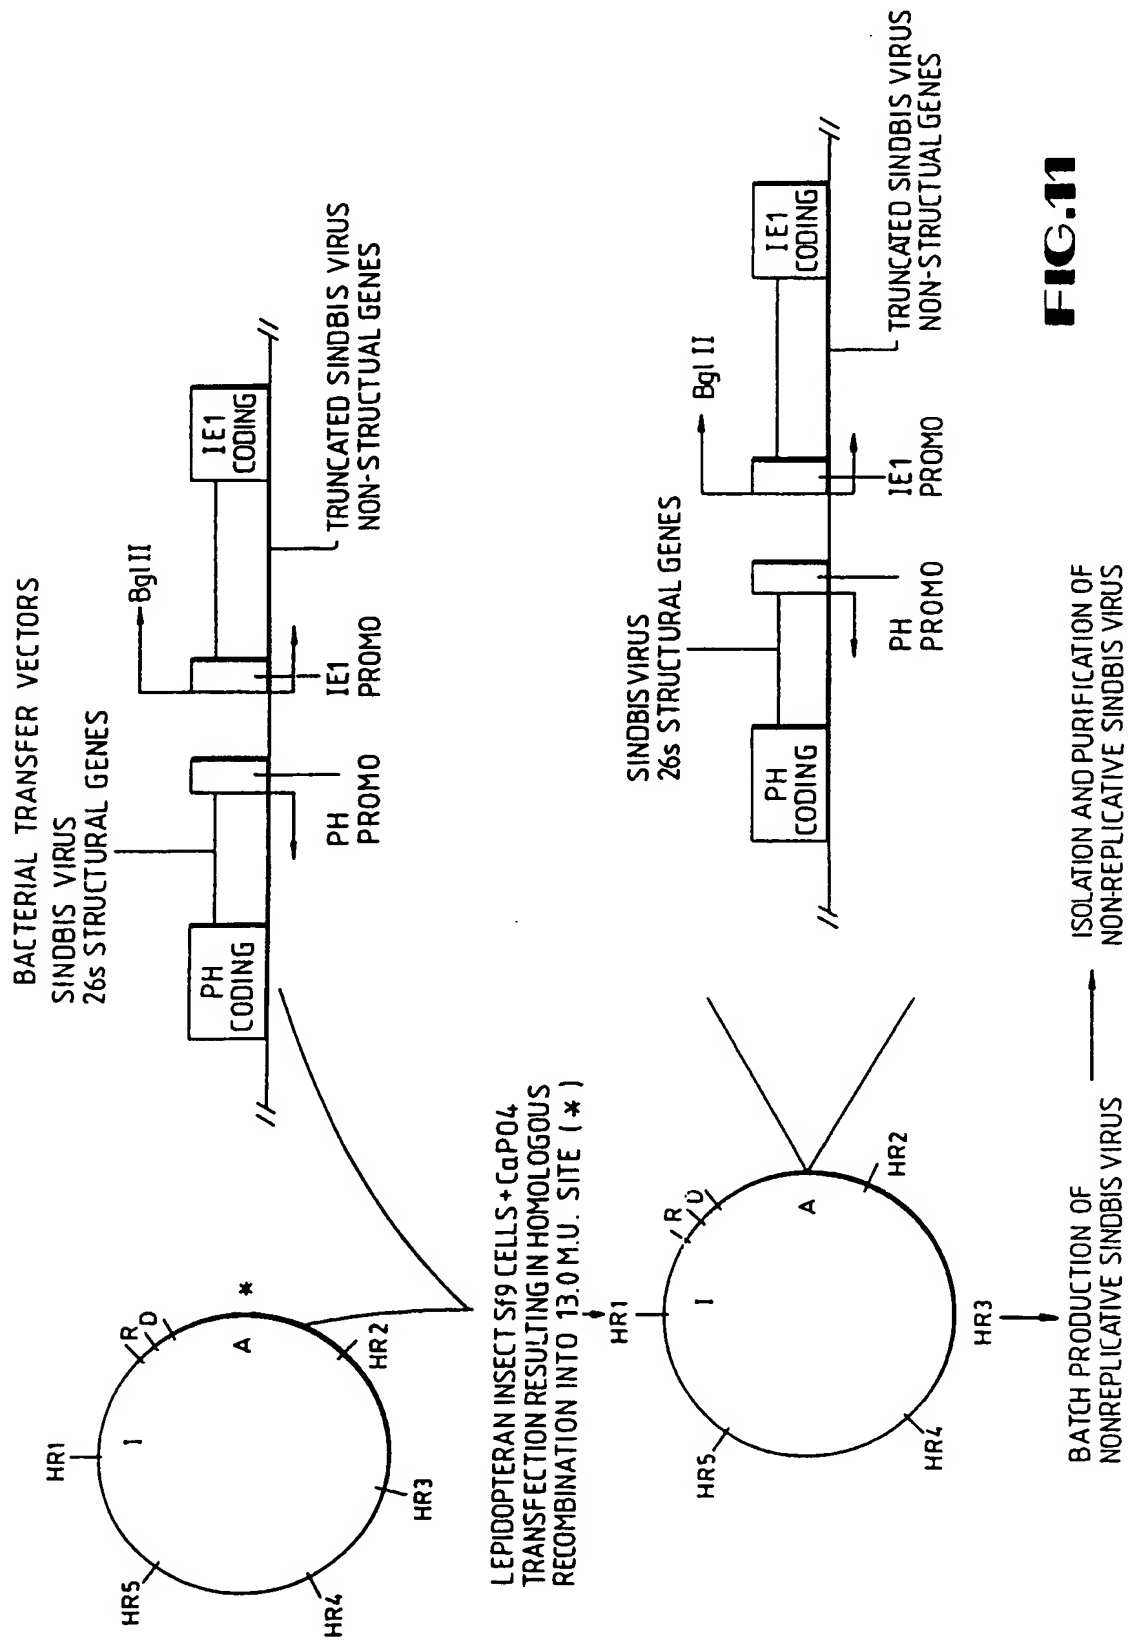 BACTERIAL TRANSFER VECTORS
SINDBIS VIRUS
26s STRUCTURAL GENES
Bgl II
PH
CODING
IE1
CODING
PH
PROMO
IE1
PROMO
TRUNCATED SINDBIS VIRUS
NON-STRUCTUAL GENES
HR1
I
R
D
A
*
HR2
HR3
HR4
HR5
LEPIDOPTERAN INSECT Sf9 CELLS+CaPO4
TRANSFECTION RESULTING IN HOMOLOGOUS
RECOMBINATION INTO 13.0 M.U. SITE (*)
HR1
I
R
D
A
HR2
HR3
HR4
HR5
SINDBIS VIRUS
26s STRUCTURAL GENES
Bgl II
PH
CODING
IE1
CODING
PH
PROMO
IE1
PROMO
TRUNCATED SINDBIS VIRUS
NON-STRUCTURAL GENES
BATCH PRODUCTION OF
NONREPLICATIVE SINDBIS VIRUS
ISOLATION AND PURIFICATION OF
NON-REPLICATIVE SINDBIS VIRUS
FIG.11